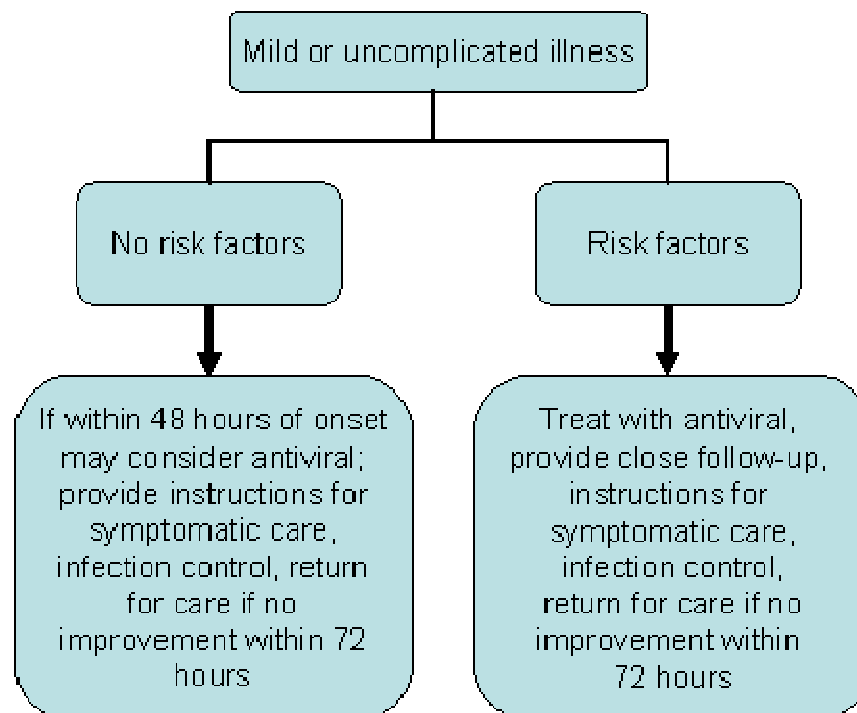 Mild or uncomplicated illness
No risk factors
Risk factors
If within 48 hours of onset
may consider antiviral;
provide instructions for
symptomatic care,
infection control, return
for care if no
improvement within 72
hours
Treat with antiviral,
provide close follow-up,
instructions for
symptomatic care,
infection control,
return for care if no
improvement within
72 hours